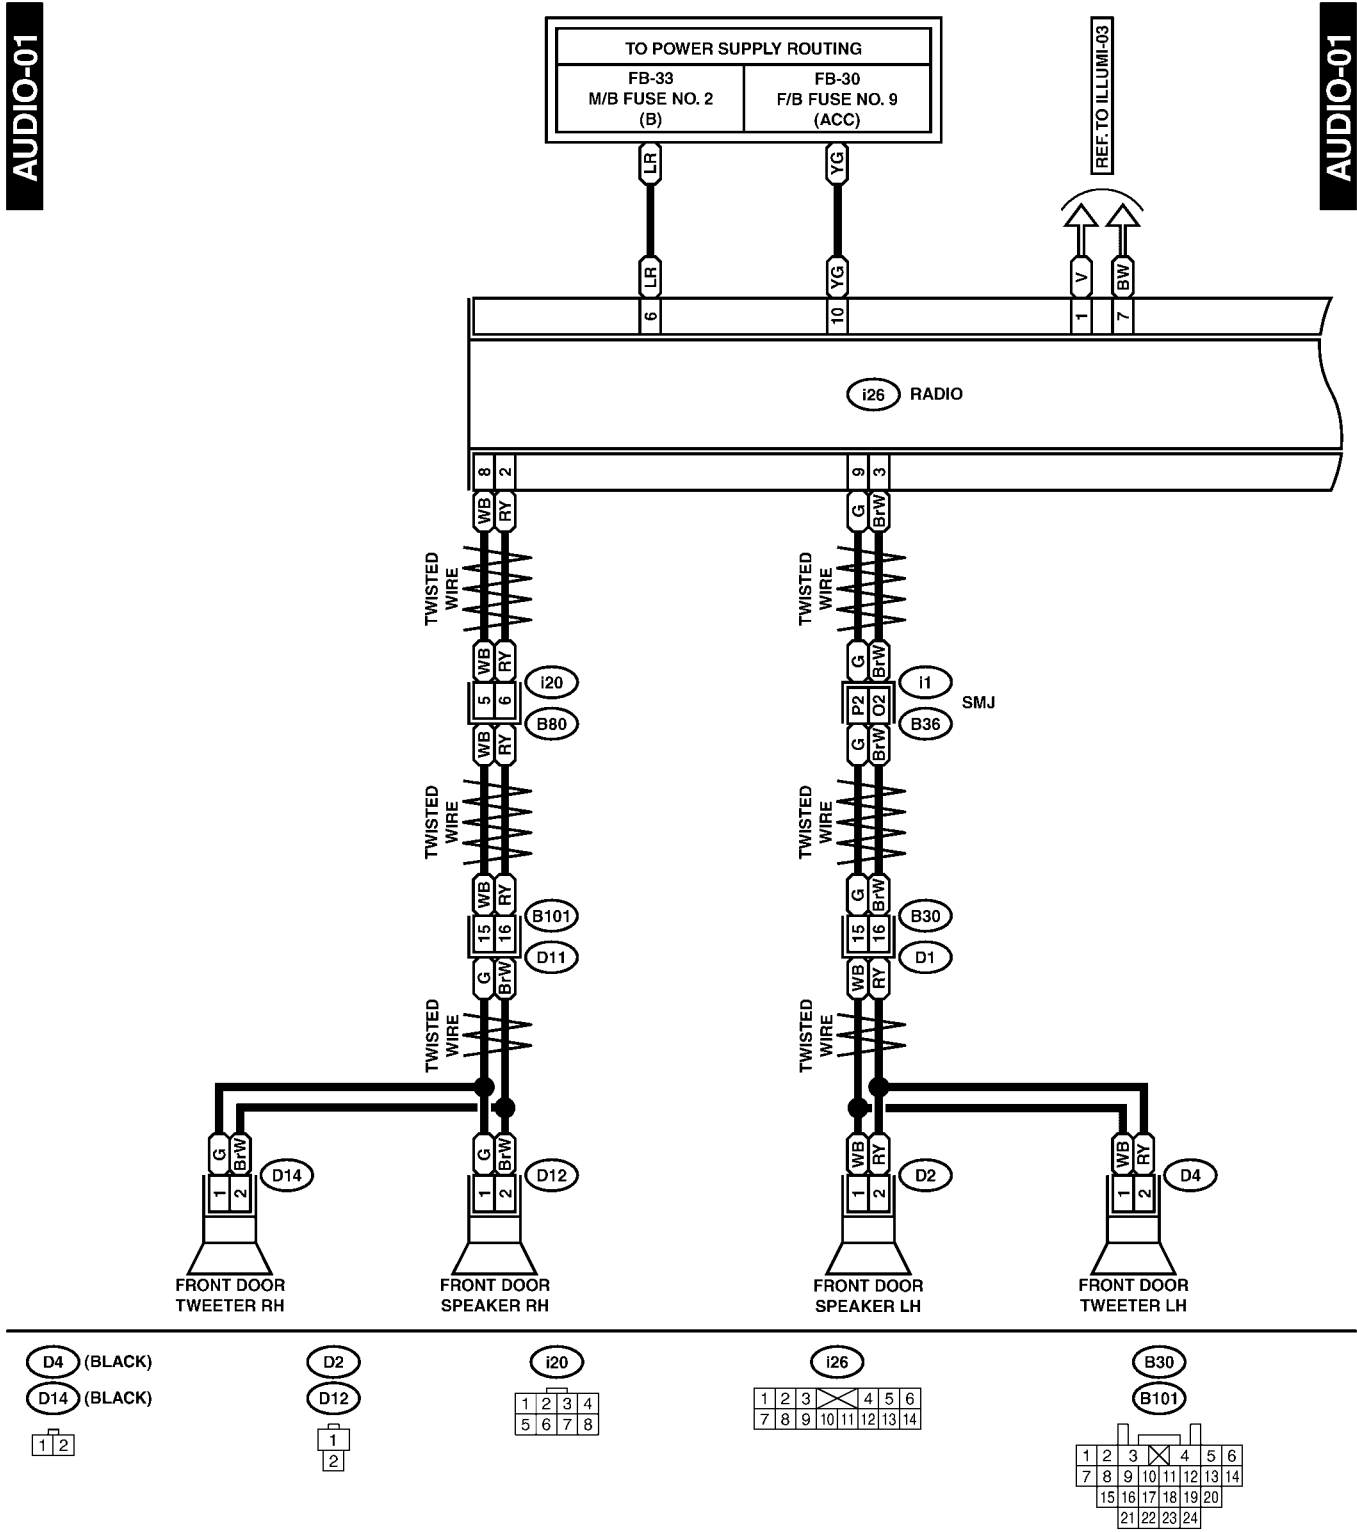 AUDIO-01
AUDIO-01
TO POWER SUPPLY ROUTING
FB-33
M/B FUSE NO. 2
(B)
FB-30
F/B FUSE NO. 9
(ACC)
REF. TO ILLUMI-03
LR
YG
LR
YG
V
BW
6
10
1
7
i26 RADIO
8 2
9 3
WB RY
G BrW
TWISTED
WIRE
TWISTED
WIRE
WB RY
G BrW
i20
i1
5 6
P2 O2
SMJ
B80
B36
WB RY
G BrW
TWISTED
WIRE
TWISTED
WIRE
WB RY
G BrW
B101
B30
15 16
15 16
D11
D1
G BrW
WB RY
TWISTED
WIRE
TWISTED
WIRE
G BrW
G BrW
WB RY
WB RY
D14
D12
D2
D4
1 2
1 2
1 2
1 2
FRONT DOOR
TWEETER RH
FRONT DOOR
SPEAKER RH
FRONT DOOR
SPEAKER LH
FRONT DOOR
TWEETER LH
D4 (BLACK)
D14 (BLACK)
1 2
D2
D12
1
2
i20
1 2 3 4
5 6 7 8
i26
1 2 3 4 5 6
7 8 9 10 11 12 13 14
B30
B101
1 2 3 4 5 6
7 8 9 10 11 12 13 14
15 16 17 18 19 20
21 22 23 24